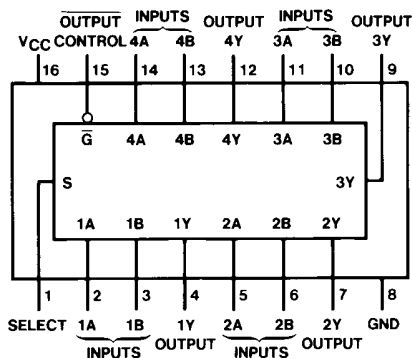 OUTPUT INPUTS OUTPUT INPUTS OUTPUT
VCC CONTROL 4A 4B 4Y 3A 3B 3Y
16 15 14 13 12 11 10 9
G 4A 4B 4Y 3A 3B
S 3Y
1A 1B 1Y 2A 2B 2Y
1 2 3 4 5 6 7 8
SELECT 1A 1B 1Y 2A 2B 2Y GND
INPUTS OUTPUT INPUTS OUTPUT